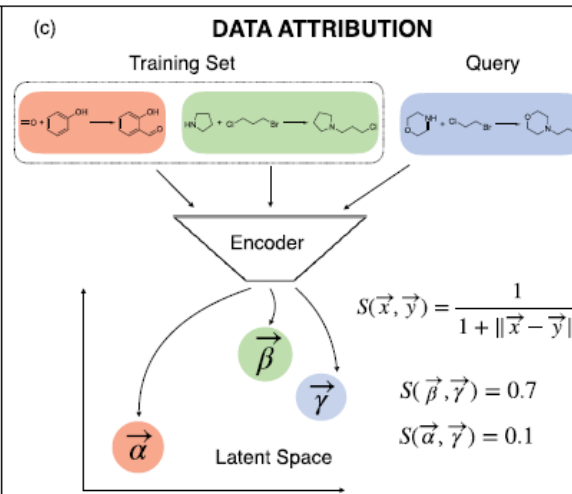 (c)
DATA ATTRIBUTION
Training Set
Query
=O + OH → OH O
HN + Cl Br → N Cl
O NH + Cl Br → O N
Encoder
S(x⃗, y⃗) = 1 / (1 + ||x⃗ − y⃗||
β⃗
γ⃗
α⃗
S(β⃗, γ⃗) = 0.7
S(α⃗, γ⃗) = 0.1
Latent Space